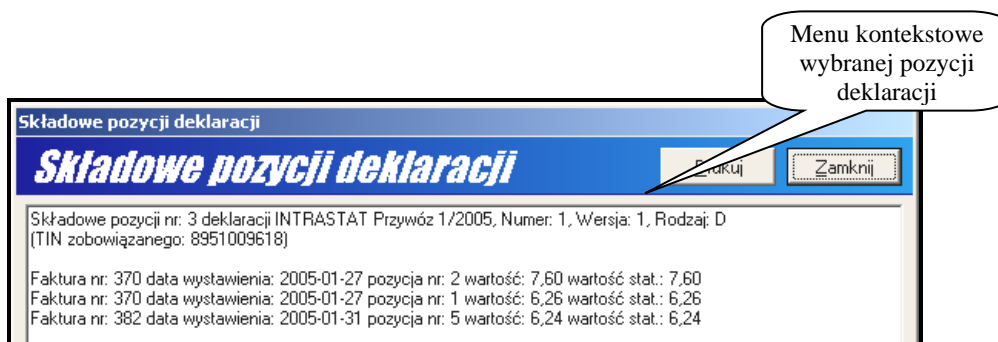 Menu kontekstowe
wybranej pozycji
deklaracji
Składowe pozycji deklaracji
Składowe pozycji deklaracji
Drukuj
Zamknij
Składowe pozycji nr: 3 deklaracji INTRASTAT Przywóz 1/2005, Numer: 1, Wersja: 1, Rodzaj: D
(TIN zobowiązanego: 8951009618)
Faktura nr: 370 data wystawienia: 2005-01-27 pozycja nr: 2 wartość: 7,60 wartość stat.: 7,60
Faktura nr: 370 data wystawienia: 2005-01-27 pozycja nr: 1 wartość: 6,26 wartość stat.: 6,26
Faktura nr: 382 data wystawienia: 2005-01-31 pozycja nr: 5 wartość: 6,24 wartość stat.: 6,24